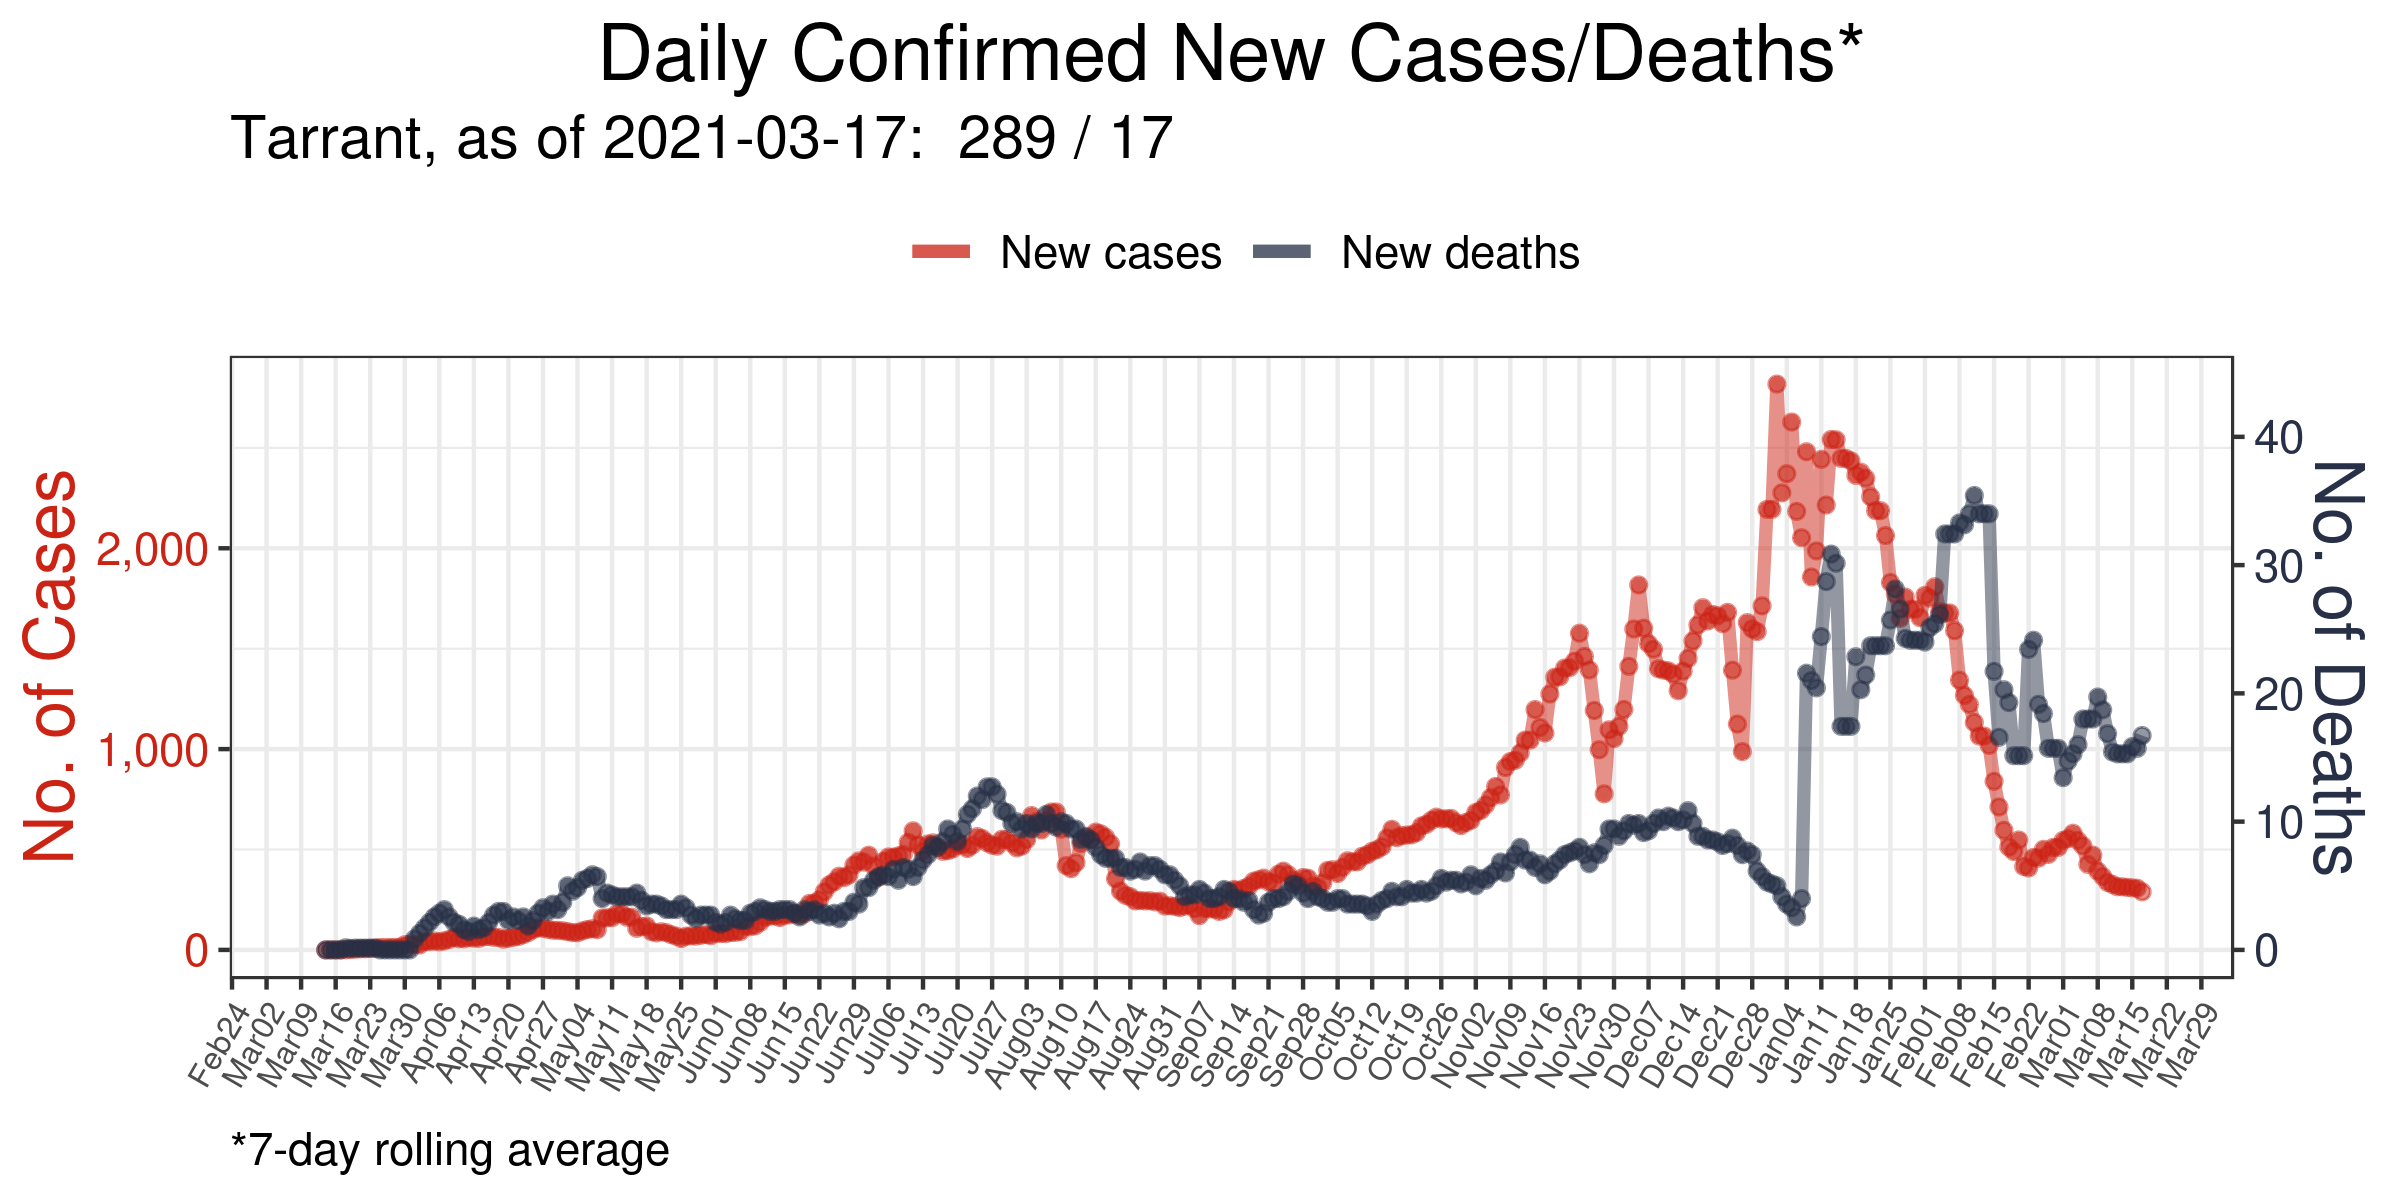 Daily Confirmed New Cases/Deaths*
Tarrant, as of 2021-03-17:  289 / 17
New cases
New deaths
No. of Cases
2,000
1,000
0
40
30
20
10
0
No. of Deaths
Feb24
Mar02
Mar09
Mar16
Mar23
Mar30
Apr06
Apr13
Apr20
Apr27
May04
May11
May18
May25
Jun01
Jun08
Jun15
Jun22
Jun29
Jul06
Jul13
Jul20
Jul27
Aug03
Aug10
Aug17
Aug24
Aug31
Sep07
Sep14
Sep21
Sep28
Oct05
Oct12
Oct19
Oct26
Nov02
Nov09
Nov16
Nov23
Nov30
Dec07
Dec14
Dec21
Dec28
Jan04
Jan11
Jan18
Jan25
Feb01
Feb08
Feb15
Feb22
Mar01
Mar08
Mar15
Mar22
Mar29
*7-day rolling average